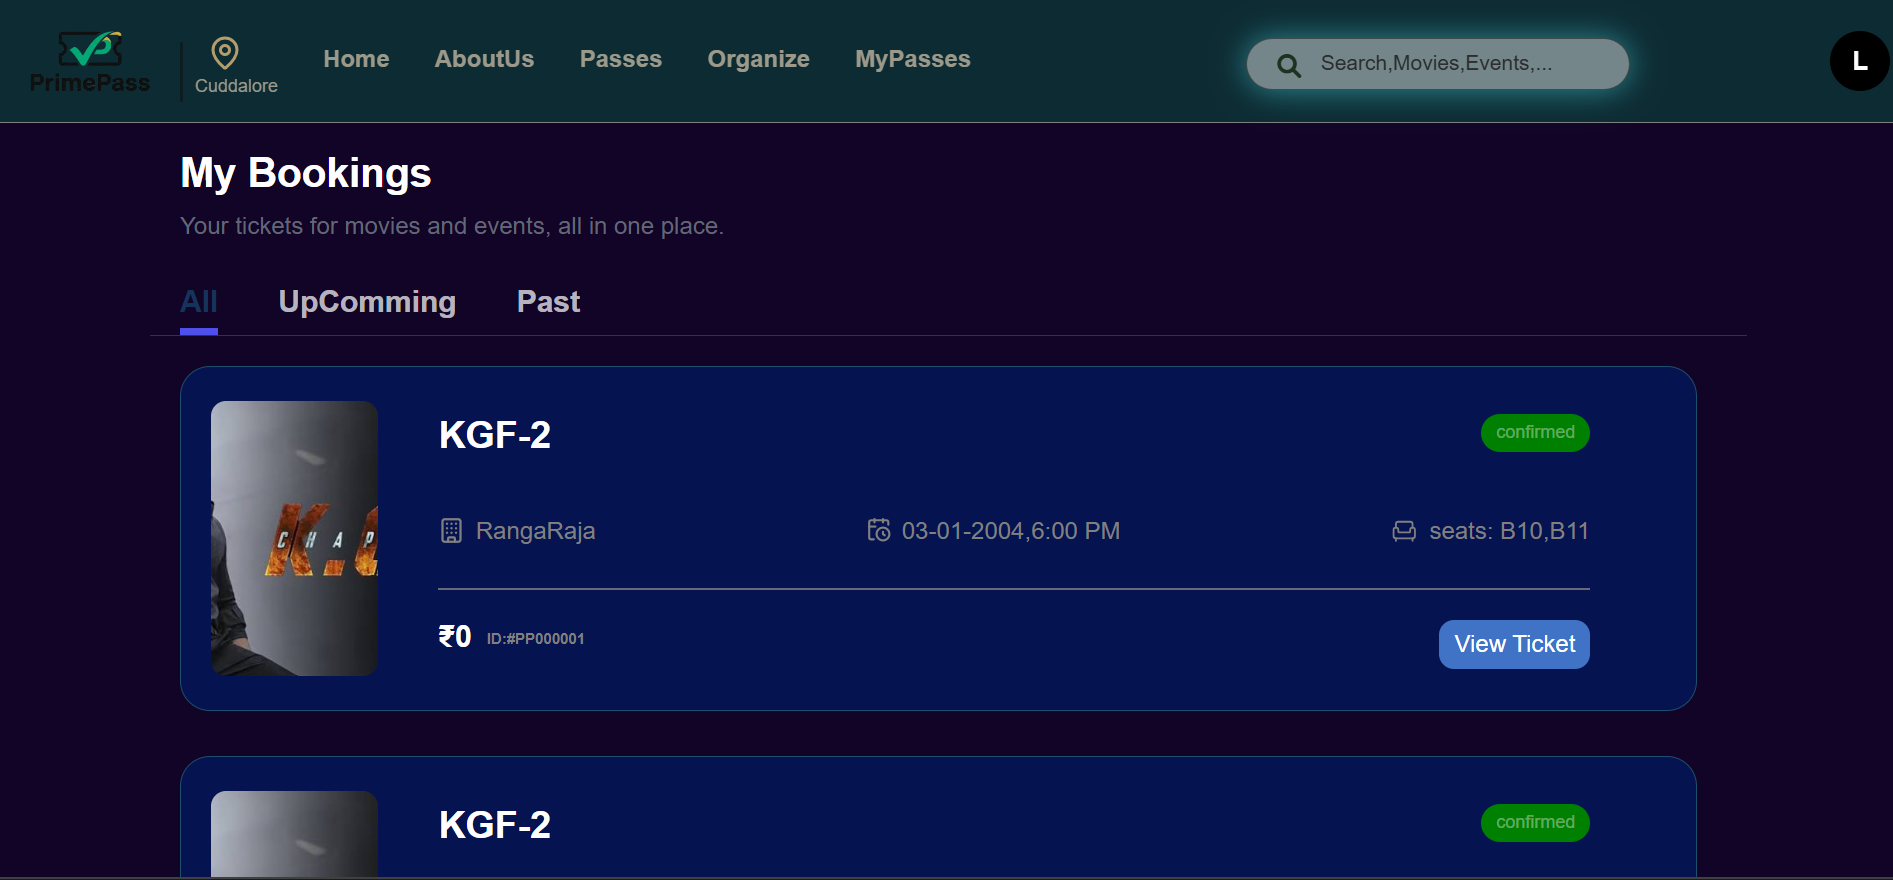 PrimePass
Cuddalore
Home AboutUs Passes Organize MyPasses
Search,Movies,Events,...
L
My Bookings
Your tickets for movies and events, all in one place.
All UpComming Past
KGF-2
confirmed
K.G
CHAP
RangaRaja
03-01-2004,6:00 PM
seats: B10,B11
₹0 ID:#PP000001
View Ticket
KGF-2
confirmed